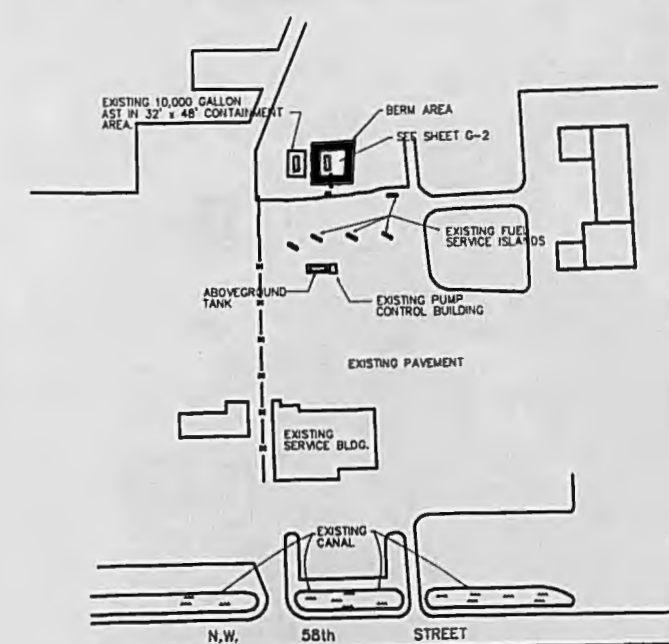 EXISTING 10,000 GALLON
AST IN 32' x 48' CONTAINMENT
AREA.
BERM AREA
SEE SHEET G-2
EXISTING FUEL
SERVICE ISLANDS
ABOVEGROUND
TANK
EXISTING PUMP
CONTROL BUILDING
EXISTING PAVEMENT
EXISTING
SERVICE BLDG.
EXISTING
CANAL
N.W. 58th STREET